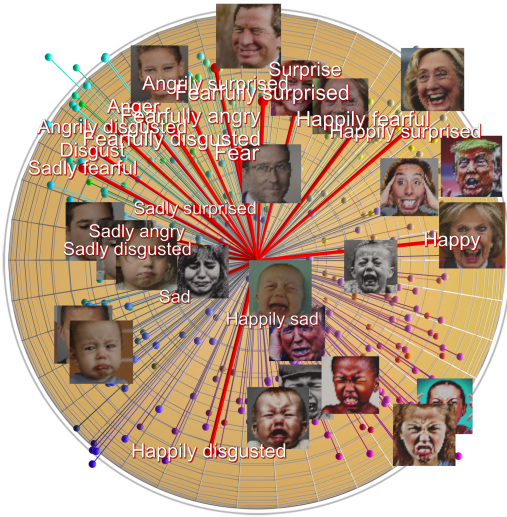 Surprise
Angrily surprised
Fearfully surprised
Anger
Fearfully angry
Happily fearful
Angrily disgusted
Happily surprised
Fearfully disgusted
Disgust
Fear
Sadly fearful
Sadly surprised
Sadly angry
Happy
Sadly disgusted
Sad
Happily sad
Happily disgusted